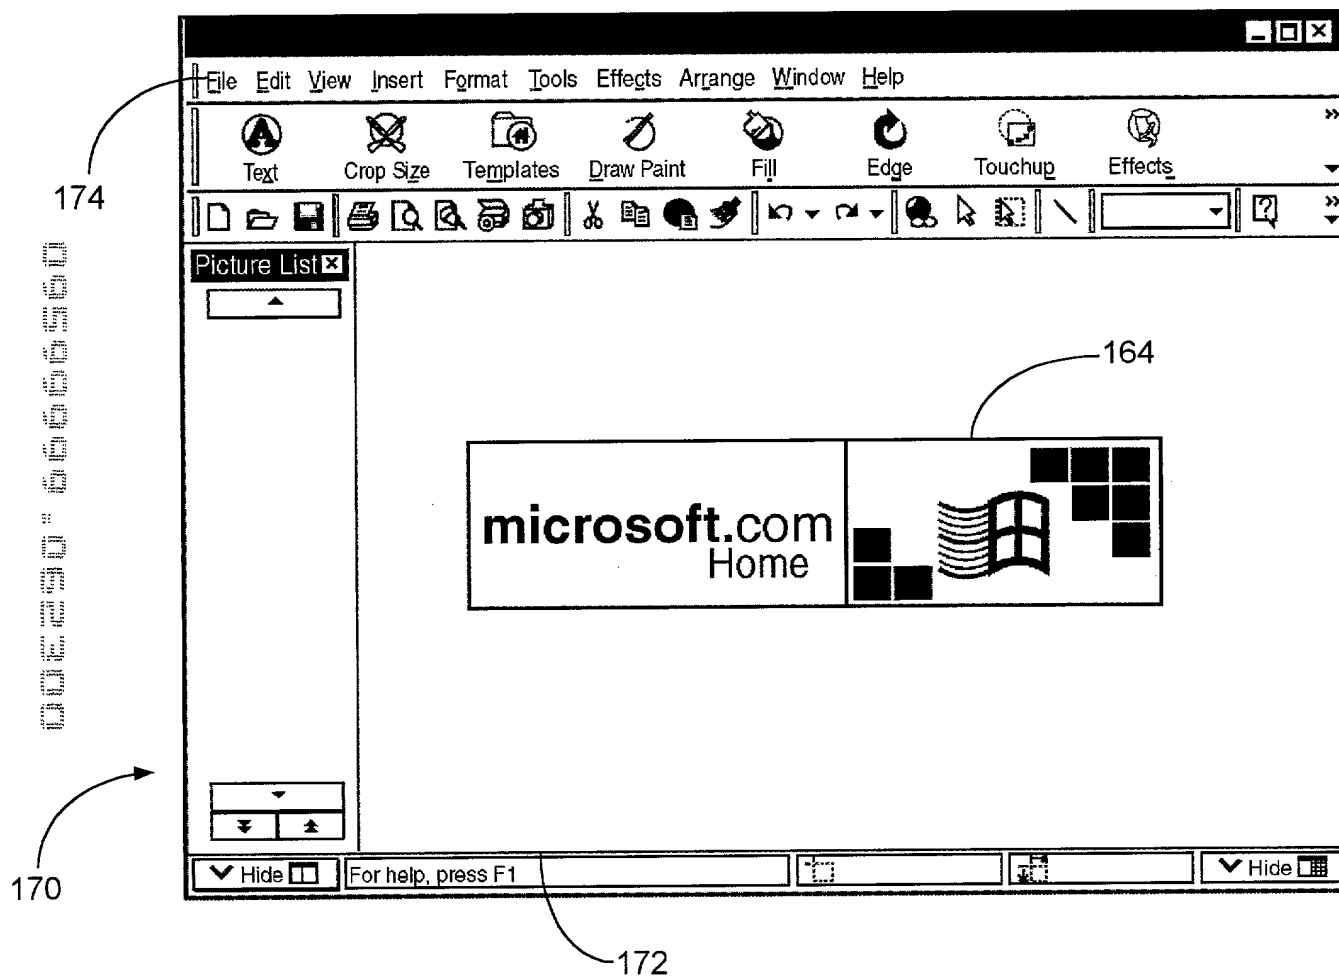 File Edit View Insert Format Tools Effects Arrange Window Help
Text Crop Size Templates Draw Paint Fill Edge Touchup Effects
174
Picture List
164
microsoft.com
Home
170
Hide
For help, press F1
Hide
172